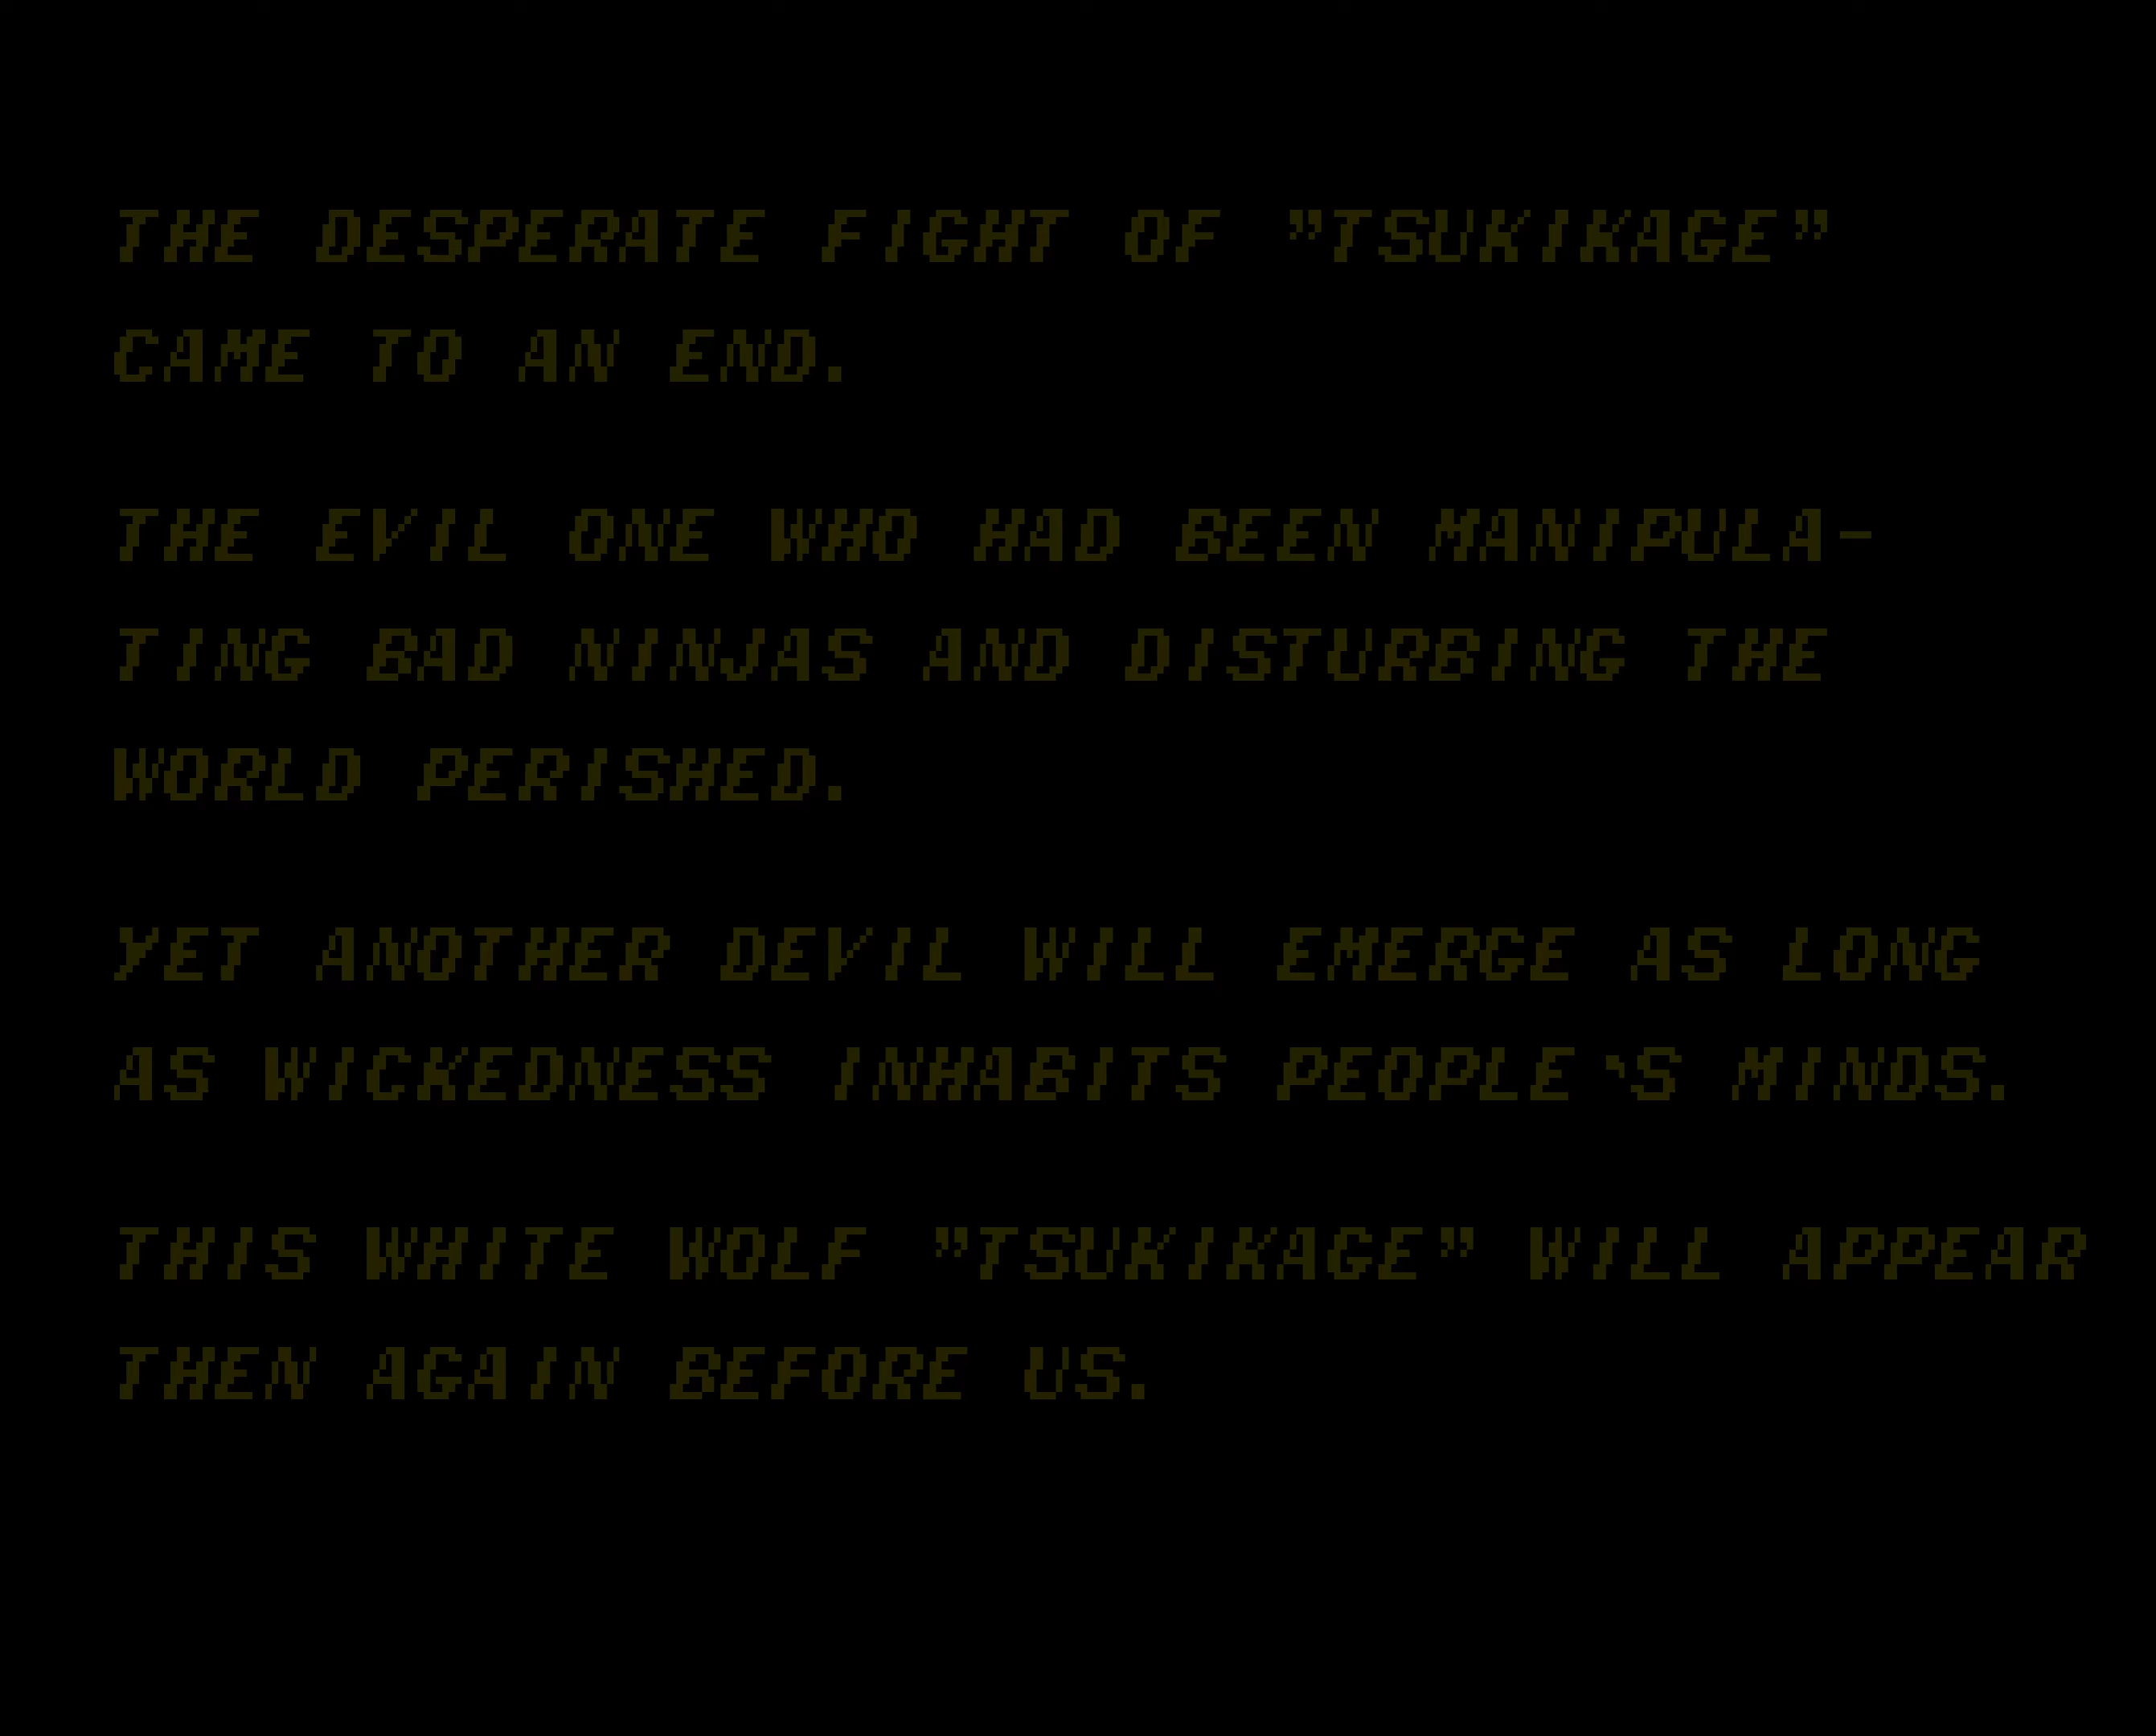 THE DESPERATE FIGHT OF "TSUKIKAGE"
CAME TO AN END.
THE EVIL ONE WHO HAD BEEN MANIPULA-
TING BAD NINJAS AND DISTURBING THE
WORLD PERISHED.
YET ANOTHER DEVIL WILL EMERGE AS LONG
AS WICKEDNESS INHABITS PEOPLE'S MINDS.
THIS WHITE WOLF "TSUKIKAGE" WILL APPEAR
THEN AGAIN BEFORE US.